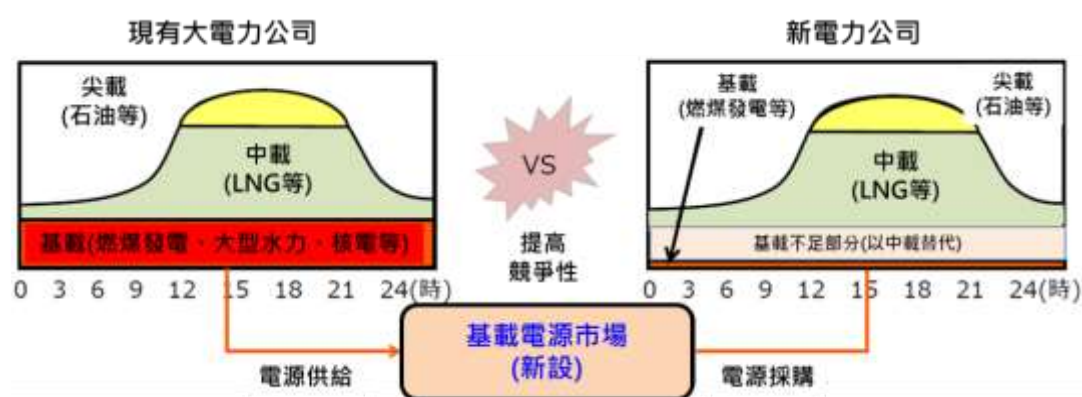 現有大電力公司
尖載
(石油等)
中載
(LNG等)
基載(燃煤發電、大型水力、核電等)
0 3 6 9 12 15 18 21 24(時)
VS
提高
競爭性
新電力公司
基載
(燃煤發電等)
尖載
(石油等)
中載
(LNG等)
基載不足部分(以中載替代)
0 3 6 9 12 15 18 21 24(時)
基載電源市場
(新設)
電源供給
電源採購